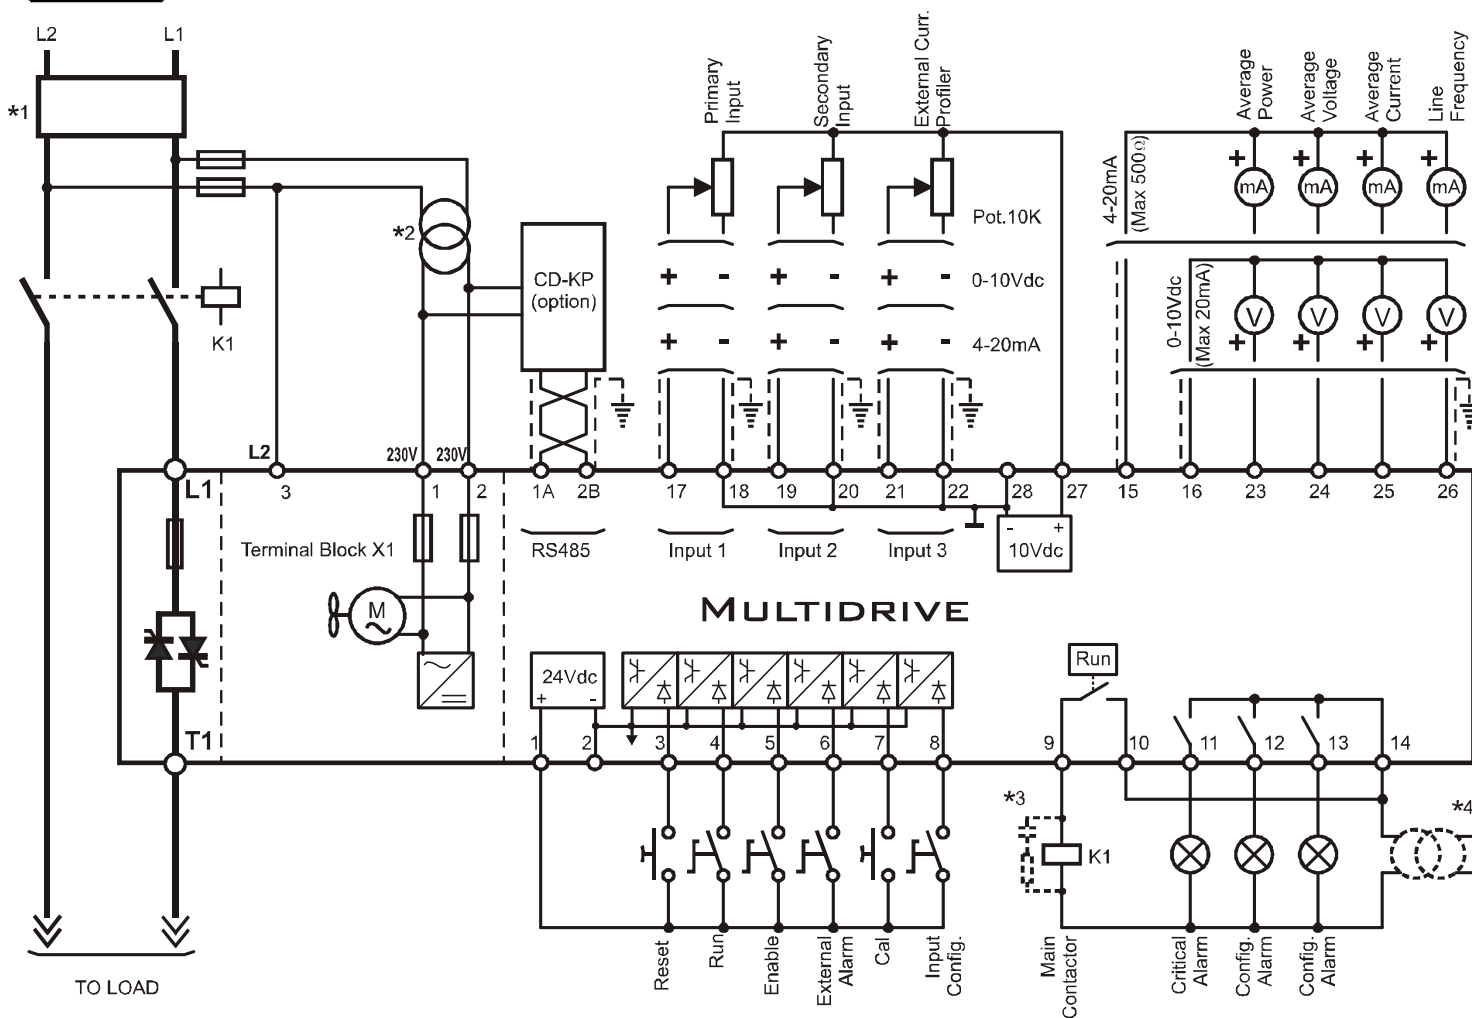 L2
L1
*1
*2
K1
L2
3
230V
230V
1
2
CD-KP
(option)
1A
2B
RS485
Primary
Input
Secondary
Input
External Curr.
Profiler
Pot.10K
+ - + - + - 0-10Vdc
+ - + - + - 4-20mA
17
18
19
20
21
22
28
27
Input 1
Input 2
Input 3
- +
10Vdc
4-20mA
(Max 500Ω)
Average
Power
Average
Voltage
Average
Current
Line
Frequency
+ + + +
mA mA mA mA
0-10Vdc
(Max 20mA)
V V V V
+ + + +
15
16
23
24
25
26
L1
Terminal Block X1
M
MULTIDRIVE
T1
24Vdc
+ -
1
2
3
4
5
6
7
8
Run
9
10
11
12
13
14
*3
K1
*4
Reset
Run
Enable
External
Alarm
Cal
Input
Config.
Main
Contactor
Critical
Alarm
Config.
Alarm
Config.
Alarm
TO LOAD